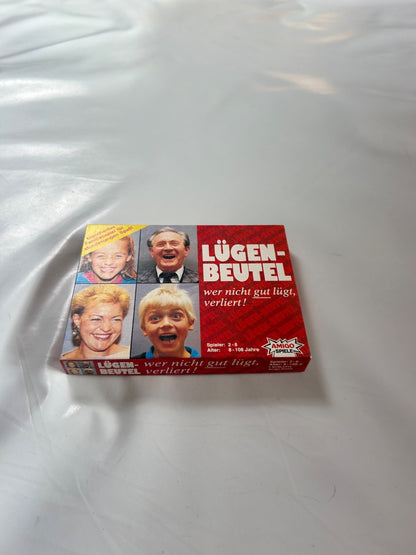 LÜGEN-
BEUTEL
wer nicht gut lügt,
verliert!
Spieler: 2-6
Alter: 8-108 Jahre
AMIGO
SPIELE
LÜGEN-
BEUTEL
wer nicht gut lügt,
verliert!